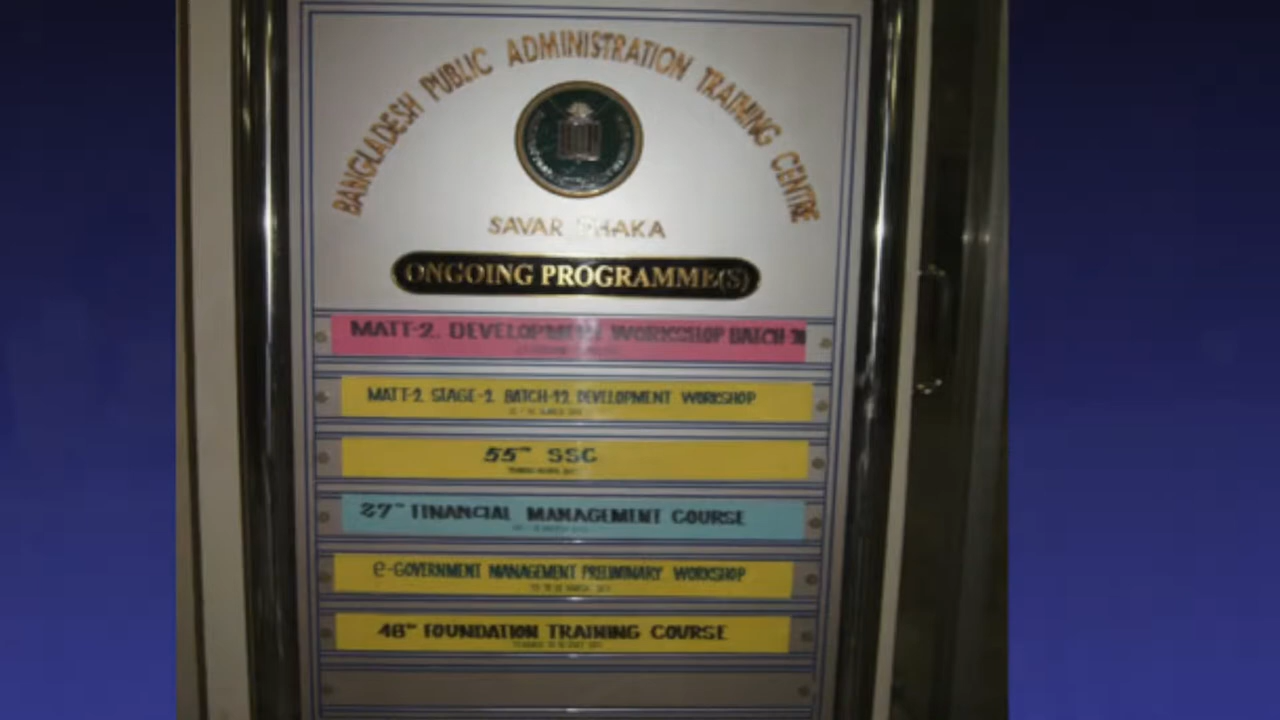 BANGLADESH PUBLIC ADMINISTRATION TRAINING CENTRE
SAVAR DHAKA
ONGOING PROGRAMME(S)
MATT-2. DEVELOPMENT WORKSHOP BATCH-
MATT-2 STAGE-2 BATCH-12 DEVELOPMENT WORKSHOP
55TH SSC
27TH FINANCIAL MANAGEMENT COURSE
e-GOVERNMENT MANAGEMENT PRELIMINARY WORKSHOP
46TH FOUNDATION TRAINING COURSE